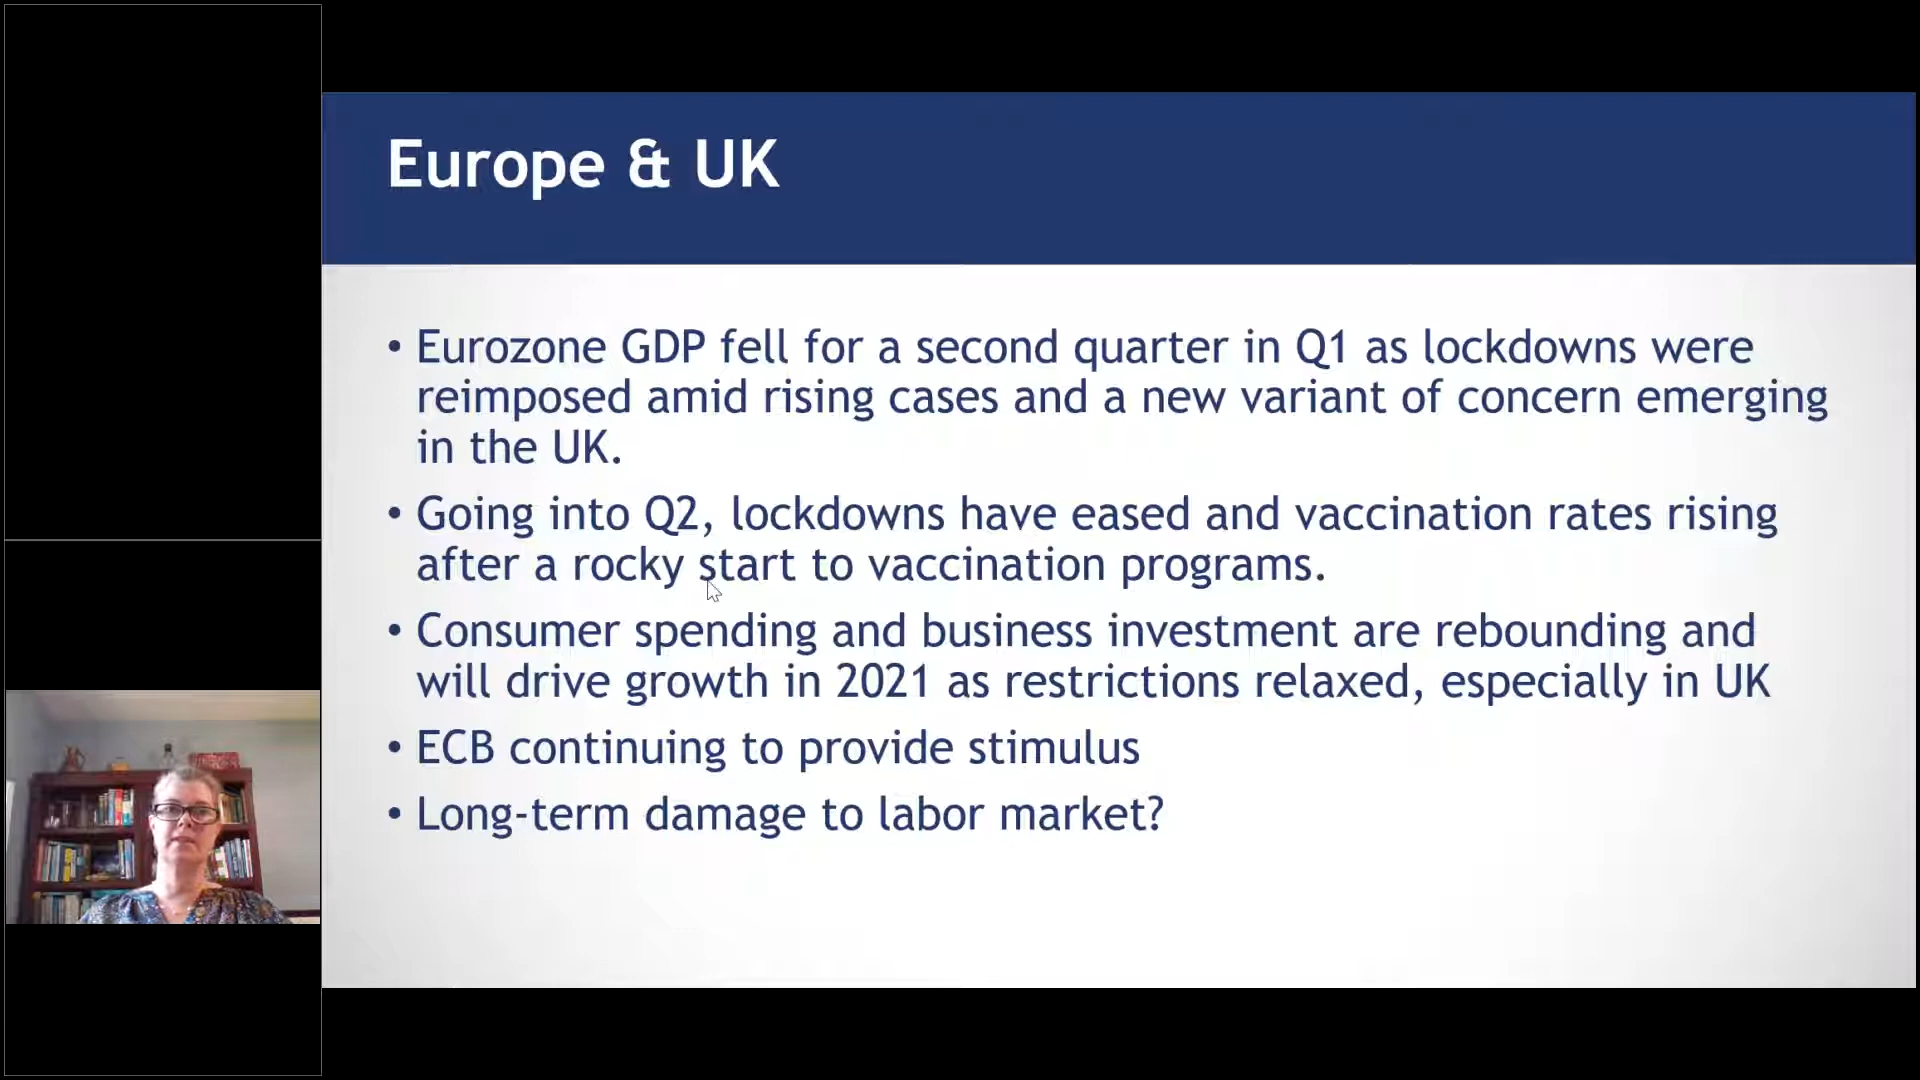 Europe & UK
• Eurozone GDP fell for a second quarter in Q1 as lockdowns were
reimposed amid rising cases and a new variant of concern emerging
in the UK.
• Going into Q2, lockdowns have eased and vaccination rates rising
after a rocky start to vaccination programs.
• Consumer spending and business investment are rebounding and
will drive growth in 2021 as restrictions relaxed, especially in UK
• ECB continuing to provide stimulus
• Long-term damage to labor market?